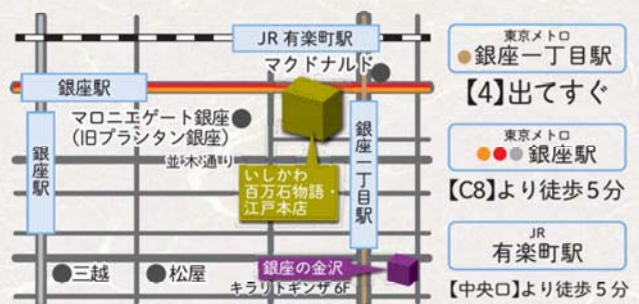 JR 有楽町駅
マクドナルド
銀座駅
マロニエゲート銀座
(旧プランタン銀座)
並木通り
銀座駅
銀座一丁目駅
いしかわ
百万石物語・
江戸本店
三越
松屋
銀座の金沢
キラリトギンザ 6F
東京メトロ
銀座一丁目駅
【4】出てすぐ
東京メトロ
銀座駅
【C8】より徒歩5分
JR
有楽町駅
【中央口】より徒歩5分